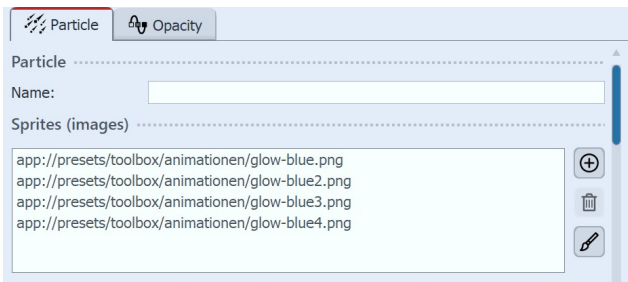 Particle
Opacity
Particle
Name:
Sprites (images)
app://presets/toolbox/animationen/glow-blue.png
app://presets/toolbox/animationen/glow-blue2.png
app://presets/toolbox/animationen/glow-blue3.png
app://presets/toolbox/animationen/glow-blue4.png